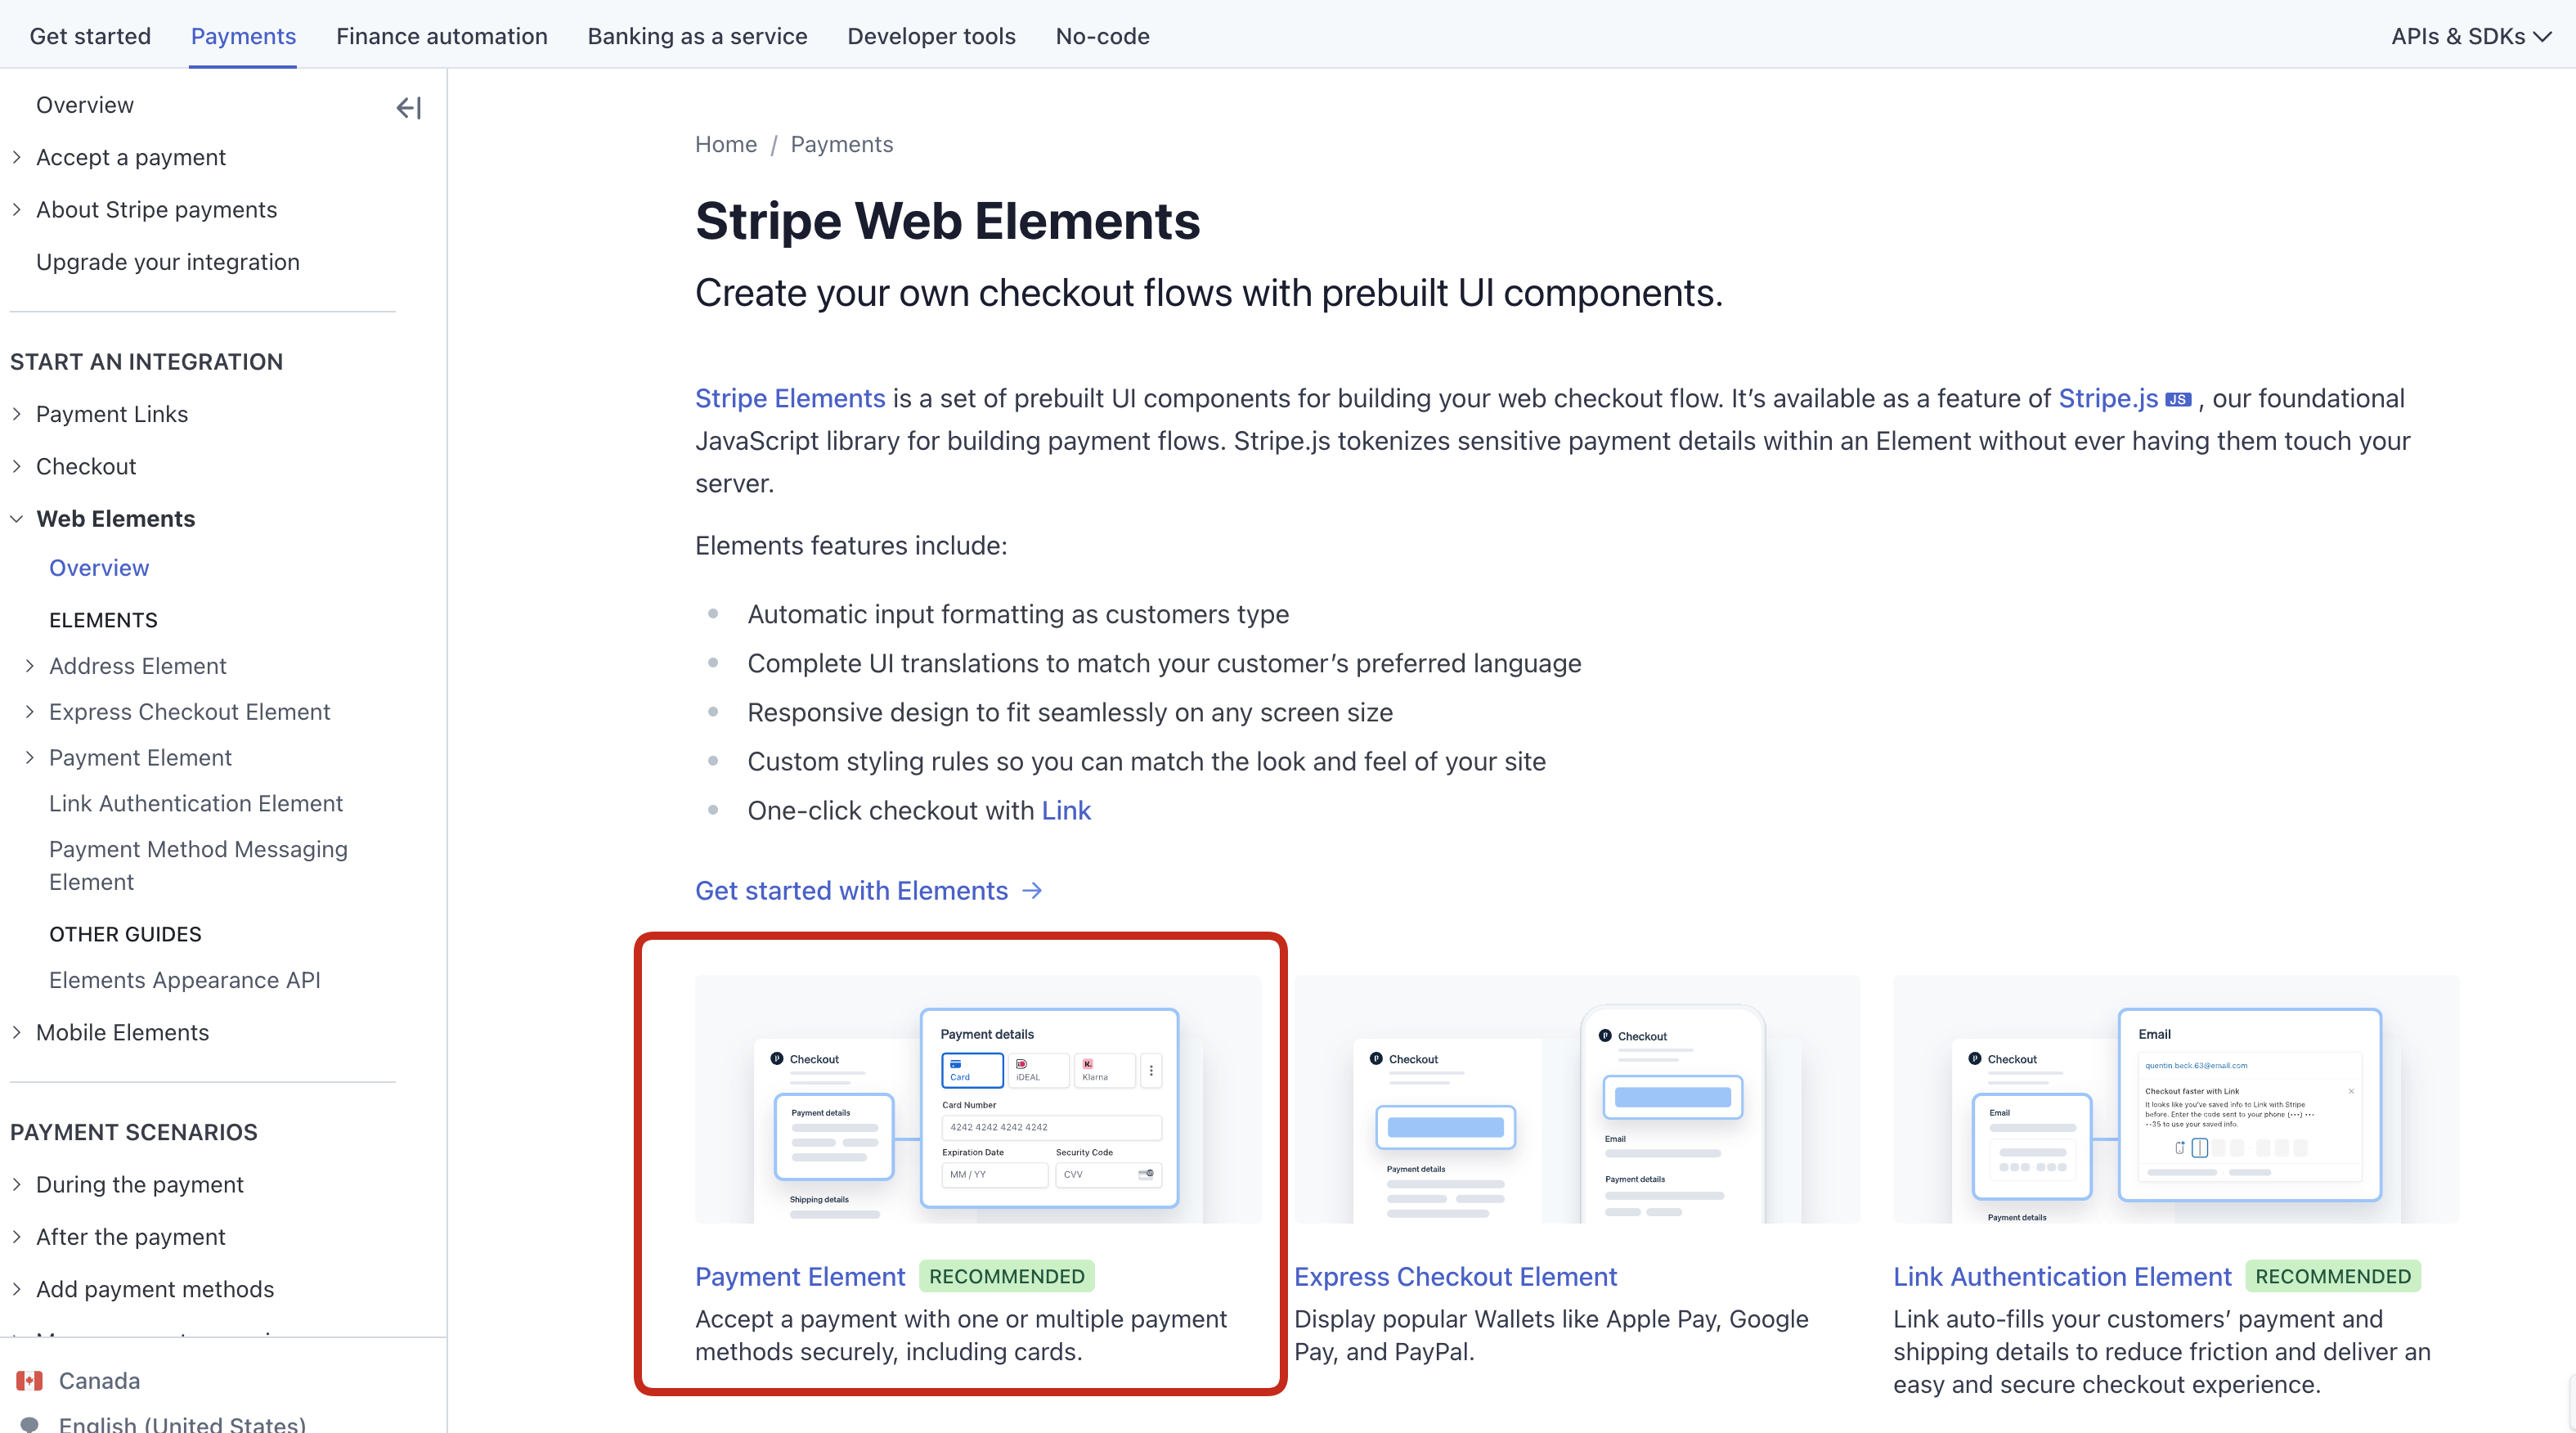 Get started
Payments
Finance automation
Banking as a service
Developer tools
No-code
APIs & SDKs
Overview
Accept a payment
About Stripe payments
Upgrade your integration
START AN INTEGRATION
Payment Links
Checkout
Web Elements
Overview
ELEMENTS
Address Element
Express Checkout Element
Payment Element
Link Authentication Element
Payment Method Messaging
Element
OTHER GUIDES
Elements Appearance API
Mobile Elements
PAYMENT SCENARIOS
During the payment
After the payment
Add payment methods
Canada
English (United States)
Home / Payments
Stripe Web Elements
Create your own checkout flows with prebuilt UI components.
Stripe Elements is a set of prebuilt UI components for building your web checkout flow. It’s available as a feature of Stripe.js JS , our foundational
JavaScript library for building payment flows. Stripe.js tokenizes sensitive payment details within an Element without ever having them touch your
server.
Elements features include:
Automatic input formatting as customers type
Complete UI translations to match your customer’s preferred language
Responsive design to fit seamlessly on any screen size
Custom styling rules so you can match the look and feel of your site
One-click checkout with Link
Get started with Elements →
P Checkout
Payment details
Shipping details
Payment details
Card
iDEAL
Klarna
Card Number
4242 4242 4242 4242
Expiration Date
Security Code
MM / YY
CVV
Payment Element RECOMMENDED
Accept a payment with one or multiple payment
methods securely, including cards.
P Checkout
Payment details
P Checkout
Email
Payment details
Express Checkout Element
Display popular Wallets like Apple Pay, Google
Pay, and PayPal.
P Checkout
Email
Payment details
Email
quentin.beck.63@email.com
Checkout faster with Link
It looks like you’ve saved info to Link with Stripe
before. Enter the code sent to your phone (•••) •••
••35 to use your saved info.
Link Authentication Element RECOMMENDED
Link auto-fills your customers’ payment and
shipping details to reduce friction and deliver an
easy and secure checkout experience.